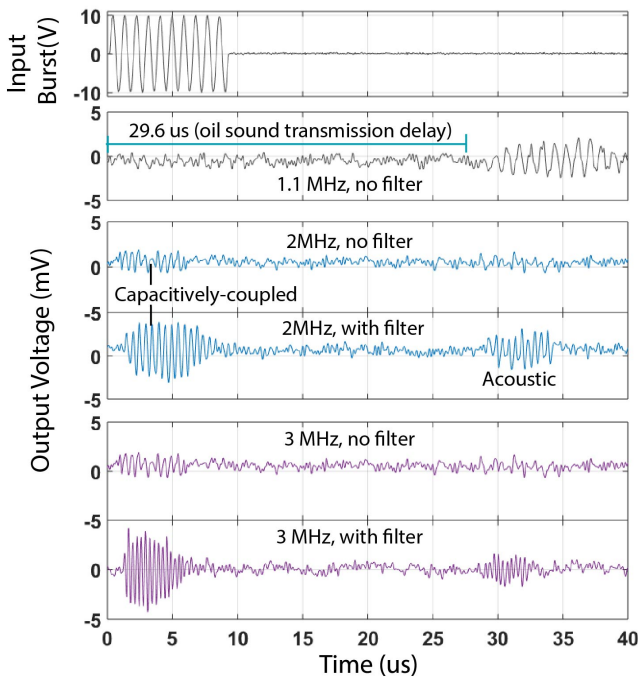 Input
Burst(V)
10
0
-10
5
29.6 us (oil sound transmission delay)
0
1.1 MHz, no filter
-5
Output Voltage (mV)
5
2MHz, no filter
0
Capacitively-coupled
-5
2MHz, with filter
0
Acoustic
-5
5
3 MHz, no filter
0
-5
3 MHz, with filter
0
-5
0 5 10 15 20 25 30 35 40
Time (us)